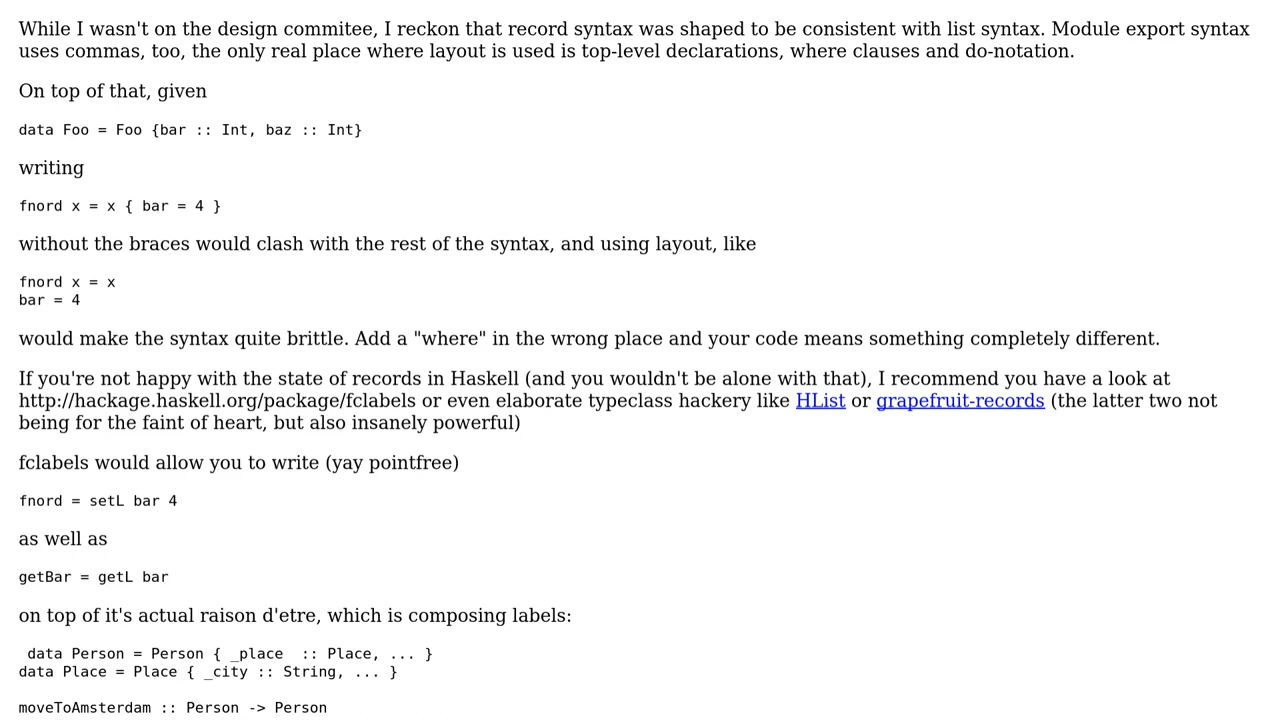 While I wasn't on the design commitee, I reckon that record syntax was shaped to be consistent with list syntax. Module export syntax
uses commas, too, the only real place where layout is used is top-level declarations, where clauses and do-notation.
On top of that, given
data Foo = Foo {bar :: Int, baz :: Int}
writing
fnord x = x { bar = 4 }
without the braces would clash with the rest of the syntax, and using layout, like
fnord x = x
bar = 4
would make the syntax quite brittle. Add a "where" in the wrong place and your code means something completely different.
If you're not happy with the state of records in Haskell (and you wouldn't be alone with that), I recommend you have a look at
http://hackage.haskell.org/package/fclabels or even elaborate typeclass hackery like HList or grapefruit-records (the latter two not
being for the faint of heart, but also insanely powerful)
fclabels would allow you to write (yay pointfree)
fnord = setL bar 4
as well as
getBar = getL bar
on top of it's actual raison d'etre, which is composing labels:
data Person = Person { _place  :: Place, ... }
data Place = Place { _city :: String, ... }
moveToAmsterdam :: Person -> Person